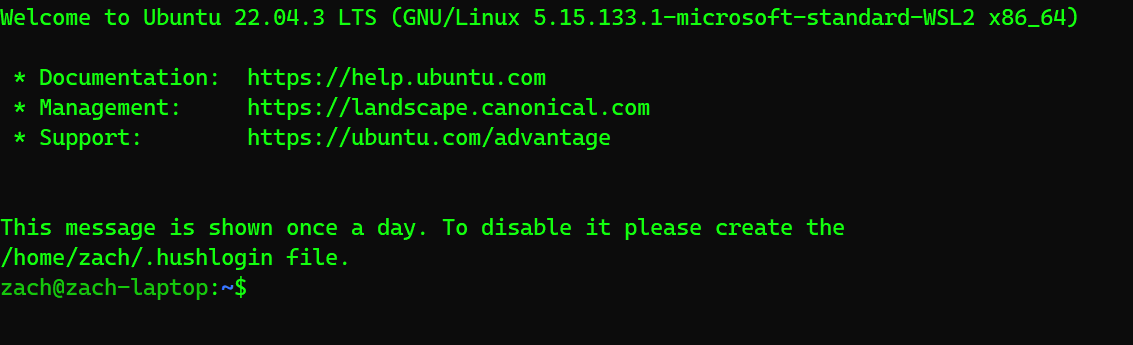 Welcome to Ubuntu 22.04.3 LTS (GNU/Linux 5.15.133.1-microsoft-standard-WSL2 x86_64)
* Documentation:  https://help.ubuntu.com
* Management:     https://landscape.canonical.com
* Support:        https://ubuntu.com/advantage
This message is shown once a day. To disable it please create the
/home/zach/.hushlogin file.
zach@zach-laptop:~$